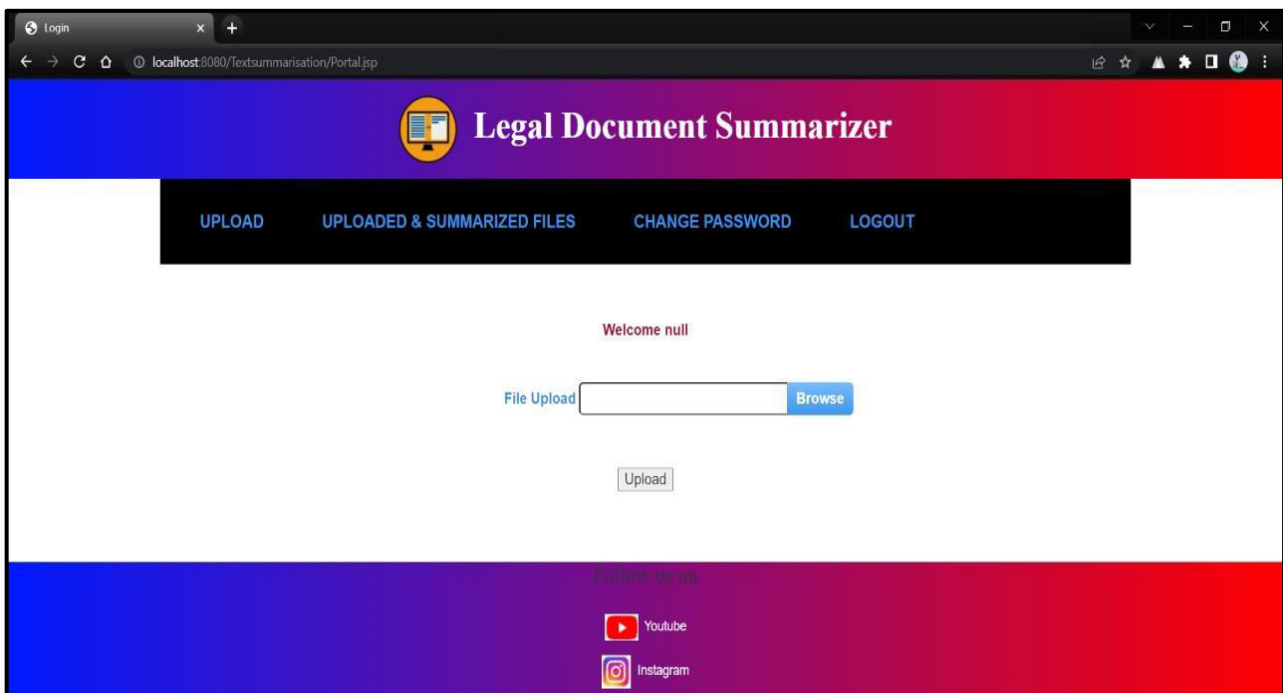 Login
localhost:8080/Textsummarisation/Portal.jsp
Legal Document Summarizer
UPLOAD UPLOADED & SUMMARIZED FILES CHANGE PASSWORD LOGOUT
Welcome null
File Upload Browse
Upload
Follow us on
Youtube
Instagram